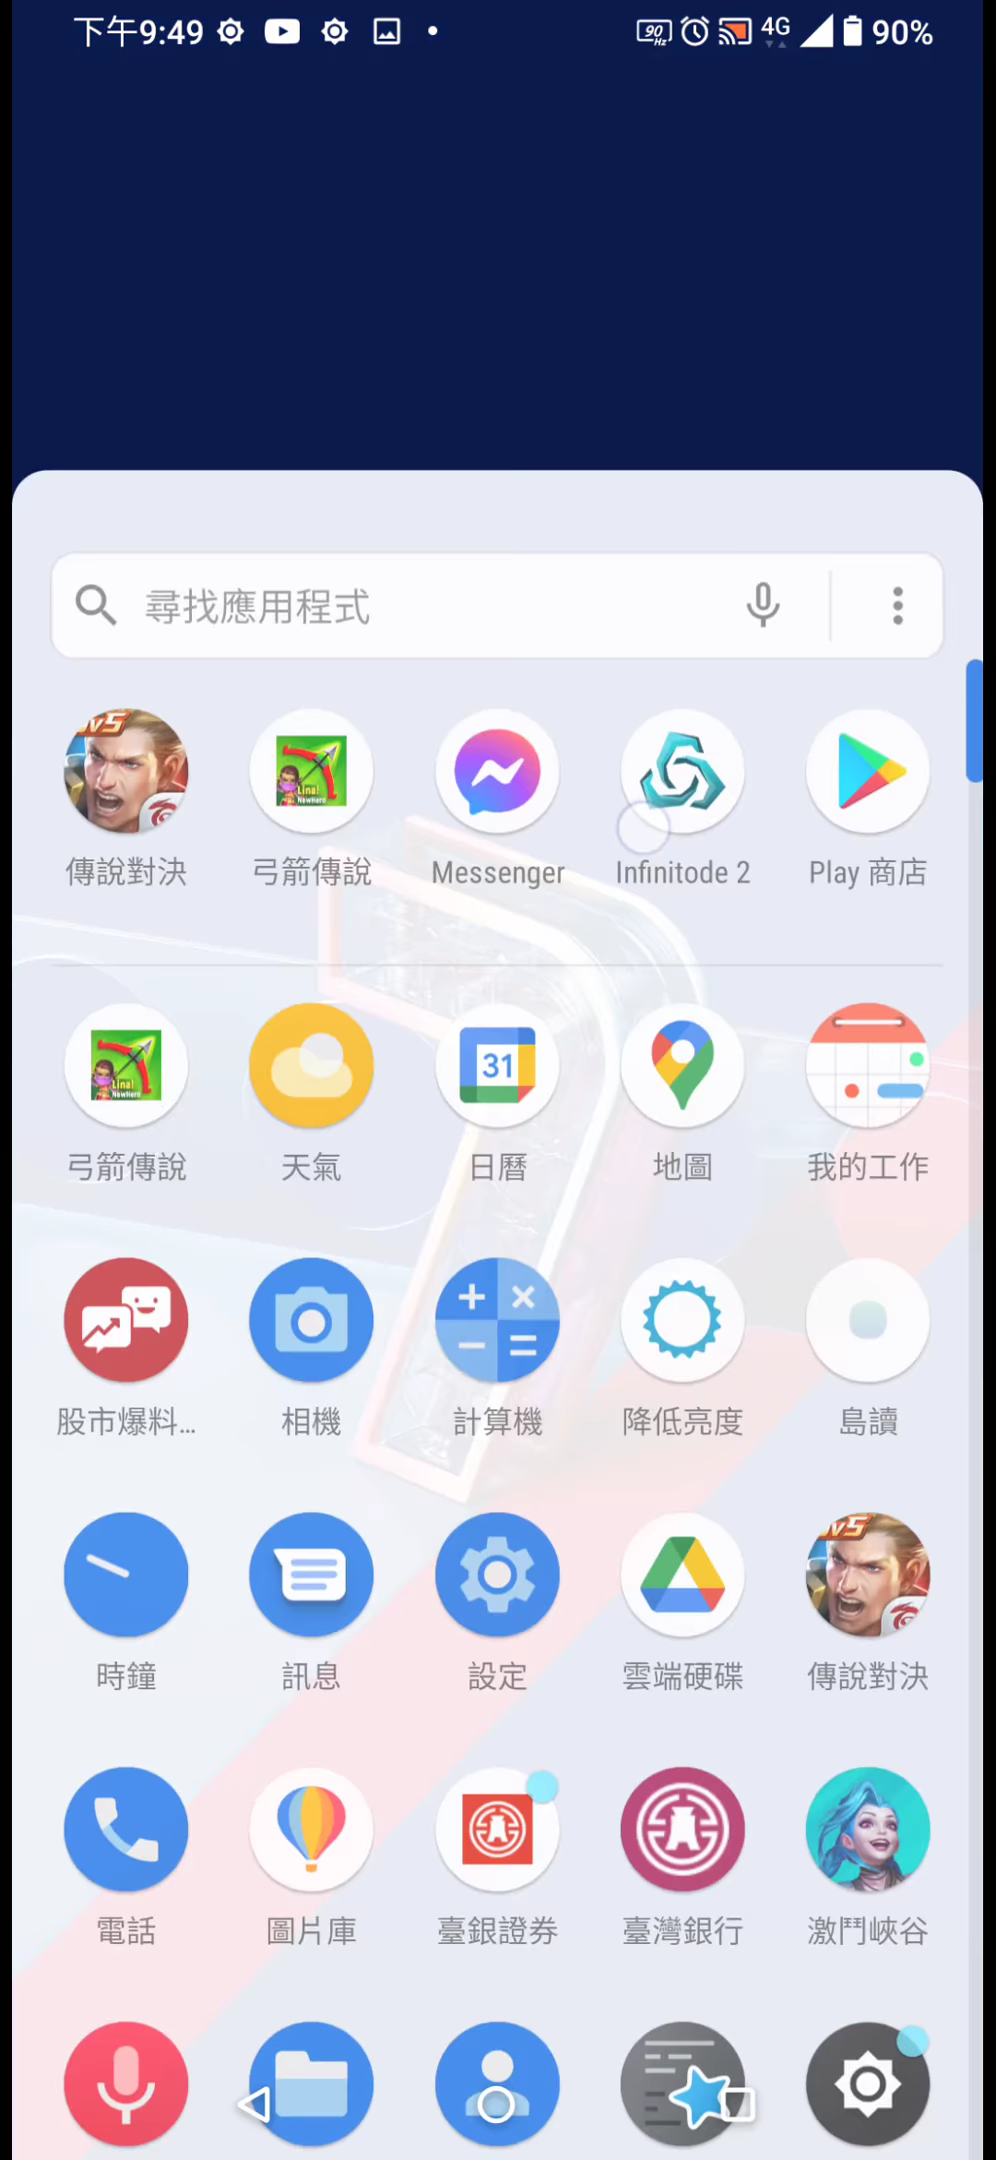 下午9:49 90Hz 4G 90%
尋找應用程式
傳說對決 弓箭傳說 Messenger Infinitode 2 Play 商店
弓箭傳說 天氣 日曆 地圖 我的工作
股市爆料... 相機 計算機 降低亮度 島讀
時鐘 訊息 設定 雲端硬碟 傳說對決
電話 圖片庫 臺銀證券 臺灣銀行 激鬥峽谷